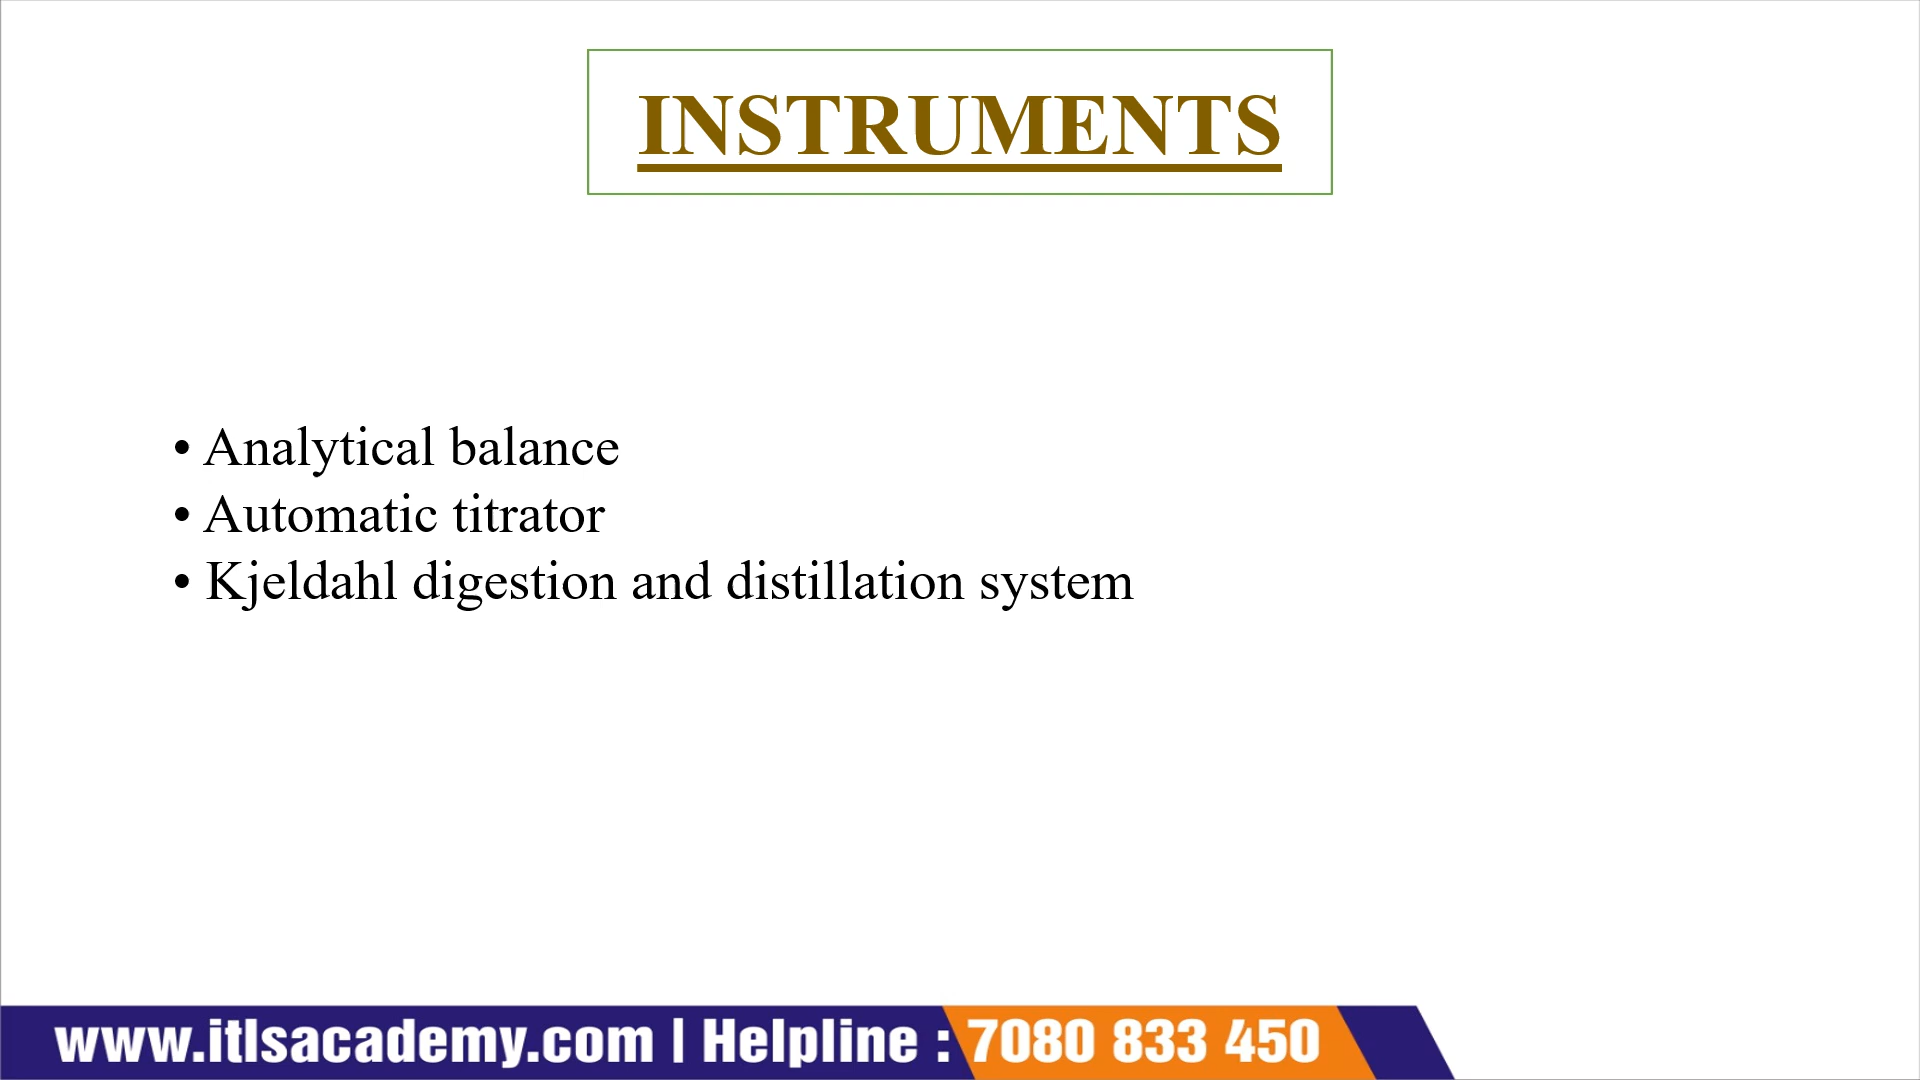 INSTRUMENTS
• Analytical balance
• Automatic titrator
• Kjeldahl digestion and distillation system
www.itlsacademy.com | Helpline : 7080 833 450